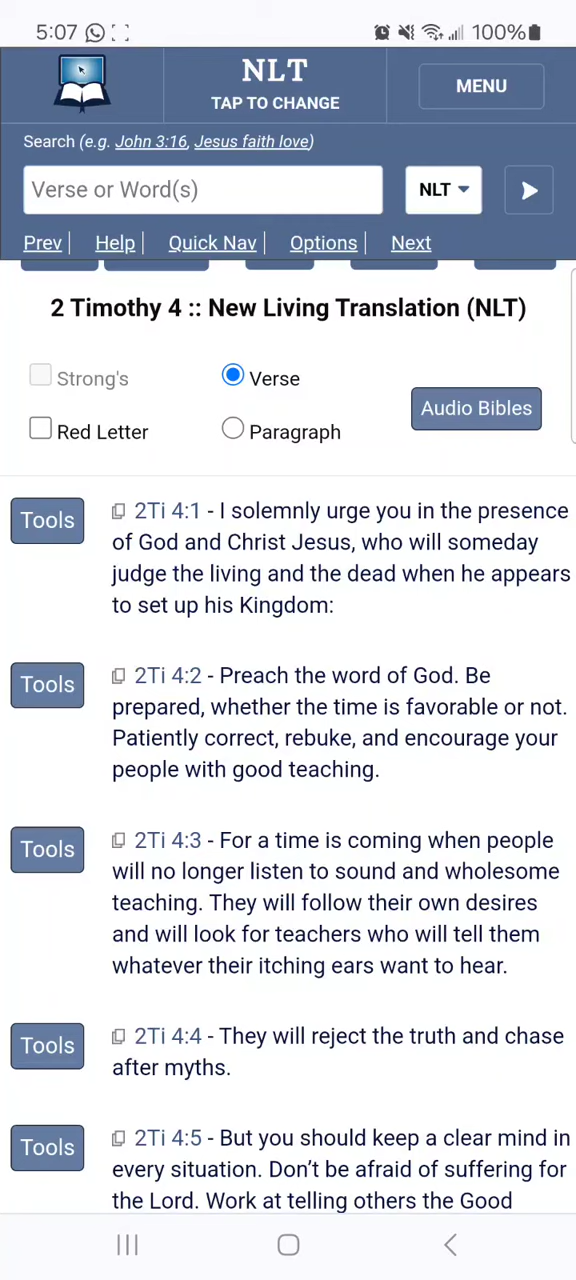 5:07 100%
NLT
TAP TO CHANGE
MENU
Search (e.g. John 3:16, Jesus faith love)
Verse or Word(s)
NLT
Prev | Help | Quick Nav | Options | Next
2 Timothy 4 :: New Living Translation (NLT)
Strong's
Verse
Red Letter
Paragraph
Audio Bibles
Tools
2Ti 4:1 - I solemnly urge you in the presence
of God and Christ Jesus, who will someday
judge the living and the dead when he appears
to set up his Kingdom:
Tools
2Ti 4:2 - Preach the word of God. Be
prepared, whether the time is favorable or not.
Patiently correct, rebuke, and encourage your
people with good teaching.
Tools
2Ti 4:3 - For a time is coming when people
will no longer listen to sound and wholesome
teaching. They will follow their own desires
and will look for teachers who will tell them
whatever their itching ears want to hear.
Tools
2Ti 4:4 - They will reject the truth and chase
after myths.
Tools
2Ti 4:5 - But you should keep a clear mind in
every situation. Don’t be afraid of suffering for
the Lord. Work at telling others the Good